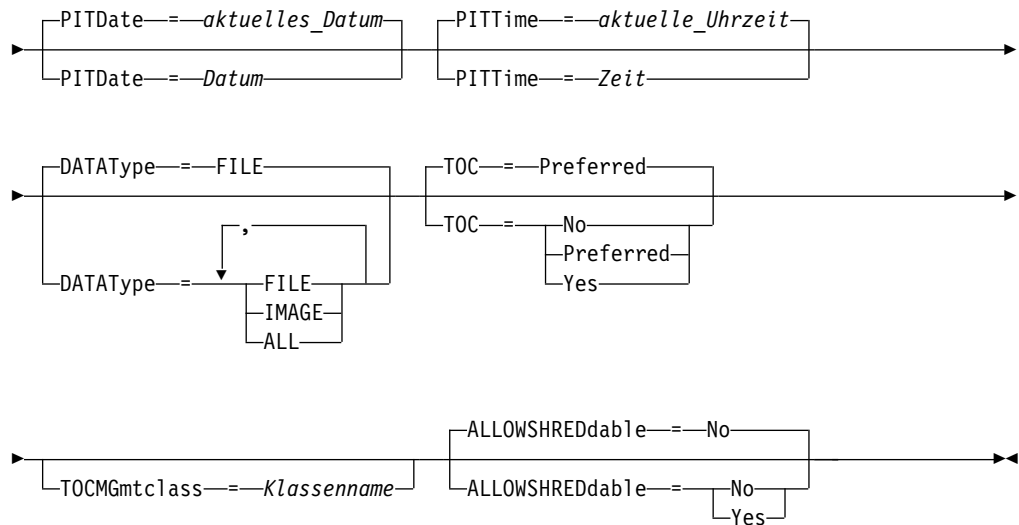 PITDate = aktuelles_Datum PITTime = aktuelle_Uhrzeit
PITDate = Datum PITTime = Zeit
DATAType = FILE TOC = Preferred
, TOC = No
Preferred
DATAType = FILE Yes
IMAGE
ALL
ALLOWSHREDdable = No
TOCMGmtclass = Klassenname ALLOWSHREDdable = No
Yes